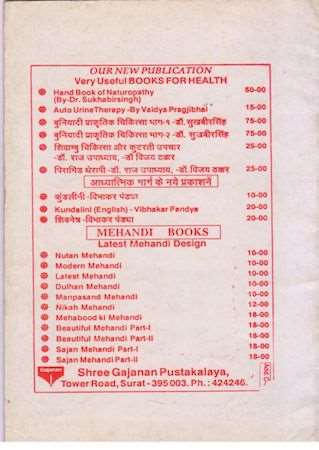 OUR NEW PUBLICATION
Very Useful BOOKS FOR HEALTH
Hand Book of Naturopathy 50-00
(By-Dr. Sukhabirsingh)
Auto Urine Therapy -By Vaidya Pragjibhai 15-00
बुनियादी प्राकृतिक चिकित्सा भाग-१ -डॉ. सुखबीरसिंह 75-00
बुनियादी प्राकृतिक चिकित्सा भाग-२ -डॉ. सुखबीरसिंह 75-00
शिवाम्बु चिकित्सा और कुदरती उपचार 25-00
-डॉ. राज उपाध्याय, -डॉ विजय ठक्कर
पिरामिड थेरापी -डॉ. राज उपाध्याय, -डॉ. विजय ठक्कर 25-00
आध्यात्मिक मार्ग के नये प्रकाशनें
कुंडलीनी -विभाकर पंड्या 10-00
Kundalini (English) - Vibhakar Pandya 20-00
शिवनेत्र -विभाकर पंड्या 20-00
MEHANDI BOOKS
Latest Mehandi Design
Nutan Mehandi 10-00
Modern Mehandi 10-00
Latest Mehandi 10-00
Dulhan Mehandi 10-00
Manpasand Mehandi 10-00
Nikah Mehandi 12-00
Mehabood ki Mehandi 18-00
Beautiful Mehandi Part-I 18-00
Beautiful Mehandi Part-II 18-00
Sajan Mehandi Part-I 18-00
Sajan Mehandi Part-II 18-00
Gajanan
Shree Gajanan Pustakalaya,
Tower Road, Surat - 395 003. Ph.: 424246.